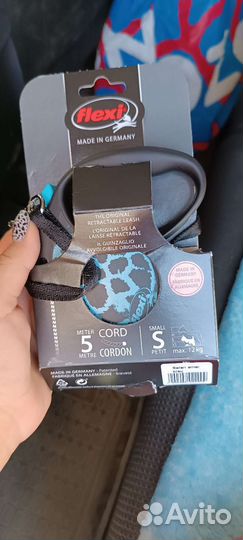 flexi
MADE IN GERMANY
THE ORIGINAL
RETRACTABLE LEASH
L'ORIGINAL DE LA
LAISSE RÉTRACTABLE
IL GUINZAGLIO
AVVOLGIBILE ORIGINALE
MADE IN
GERMANY
FABRIQUÉ EN
ALLEMAGNE
METER
5
METRE
CORD
CORDON
SMALL
S
PETIT
max. 12 kg
MADE IN GERMANY - Patented
FABRIQUÉ EN ALLEMAGNE - Breveté
Avito